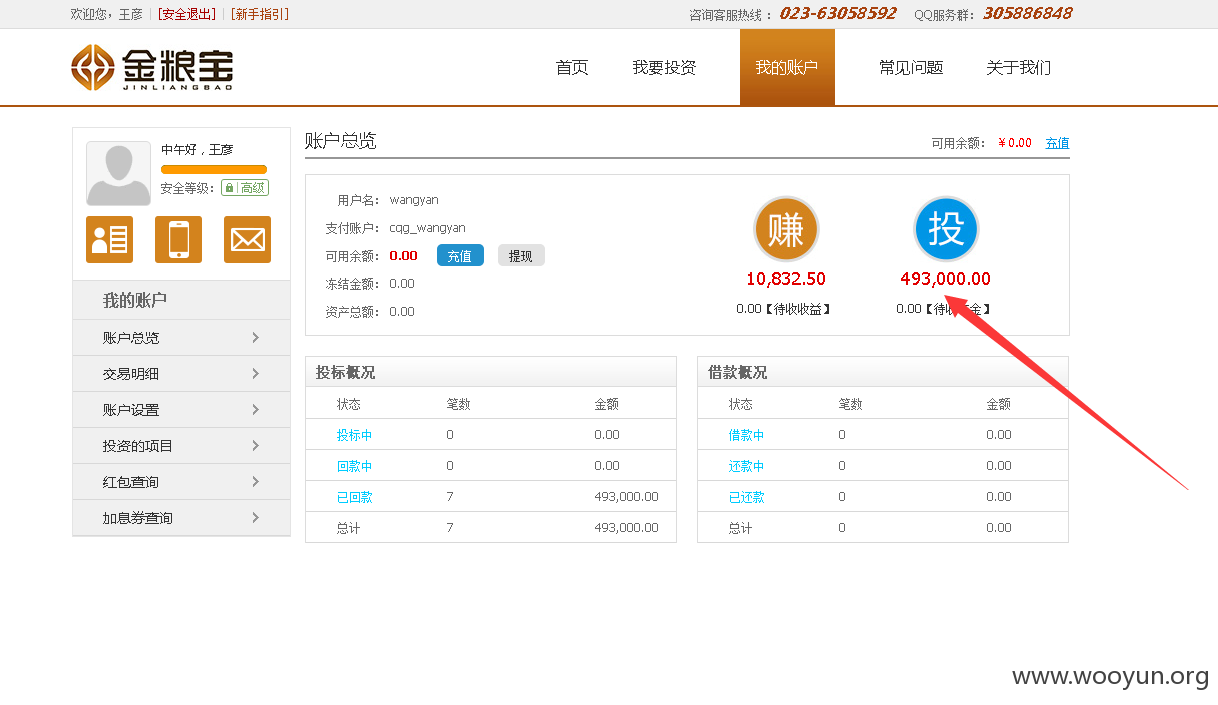 欢迎您，王彦 | [安全退出] | [新手指引] 咨询客服热线： 023-63058592 QQ服务群： 305886848
金粮宝
JINLIANGBAO
首页 我要投资 我的账户 常见问题 关于我们
中午好，王彦
安全等级： 高级
我的账户
账户总览
交易明细
账户设置
投资的项目
红包查询
加息券查询
账户总览 可用余额： ￥0.00 充值
用户名： wangyan
支付账户： cqg_wangyan
可用余额： 0.00 充值 提现
冻结金额： 0.00
资产总额： 0.00
赚
10,832.50
0.00【待收收益】
投
493,000.00
0.00【待收 金】
投标概况
状态 笔数 金额
投标中 0 0.00
回款中 0 0.00
已回款 7 493,000.00
总计 7 493,000.00
借款概况
状态 笔数 金额
借款中 0 0.00
还款中 0 0.00
已还款 0 0.00
总计 0 0.00
www.wooyun.org